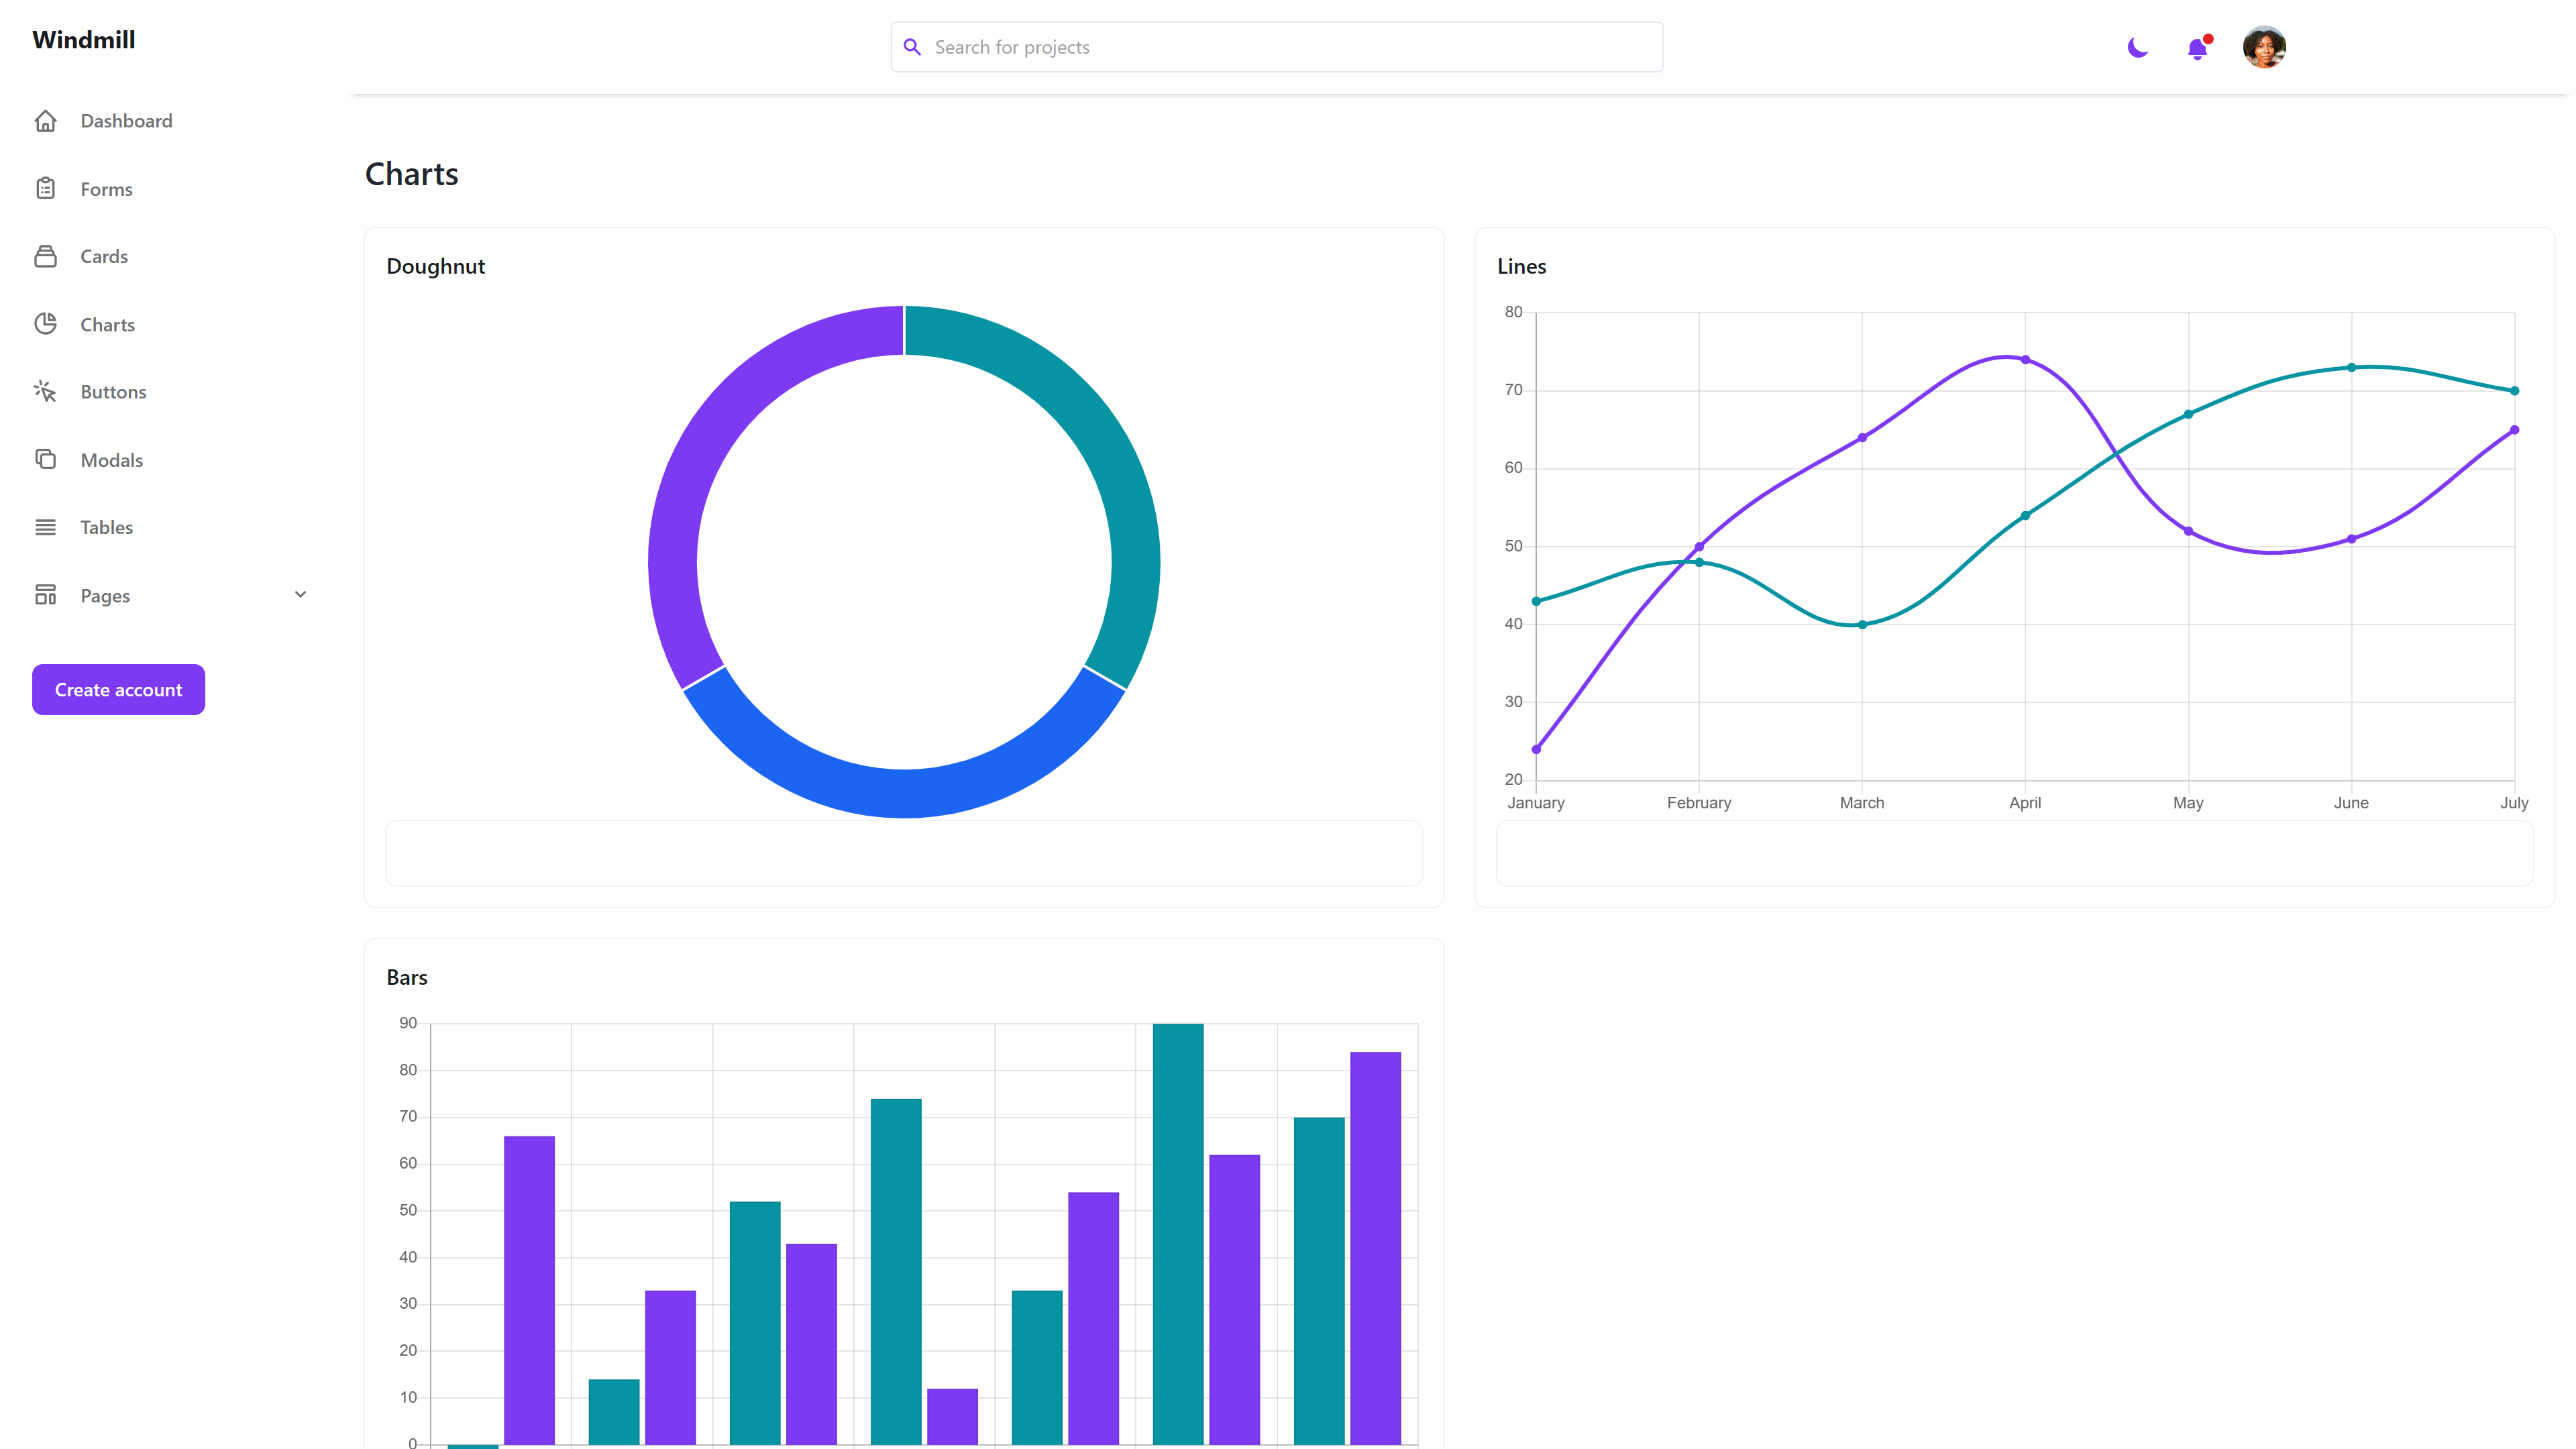 Windmill
Search for projects
Dashboard
Forms
Cards
Charts
Buttons
Modals
Tables
Pages
Create account
Charts
Doughnut
Lines
80
70
60
50
40
30
20
January February March April May June July
Bars
90
80
70
60
50
40
30
20
10
0